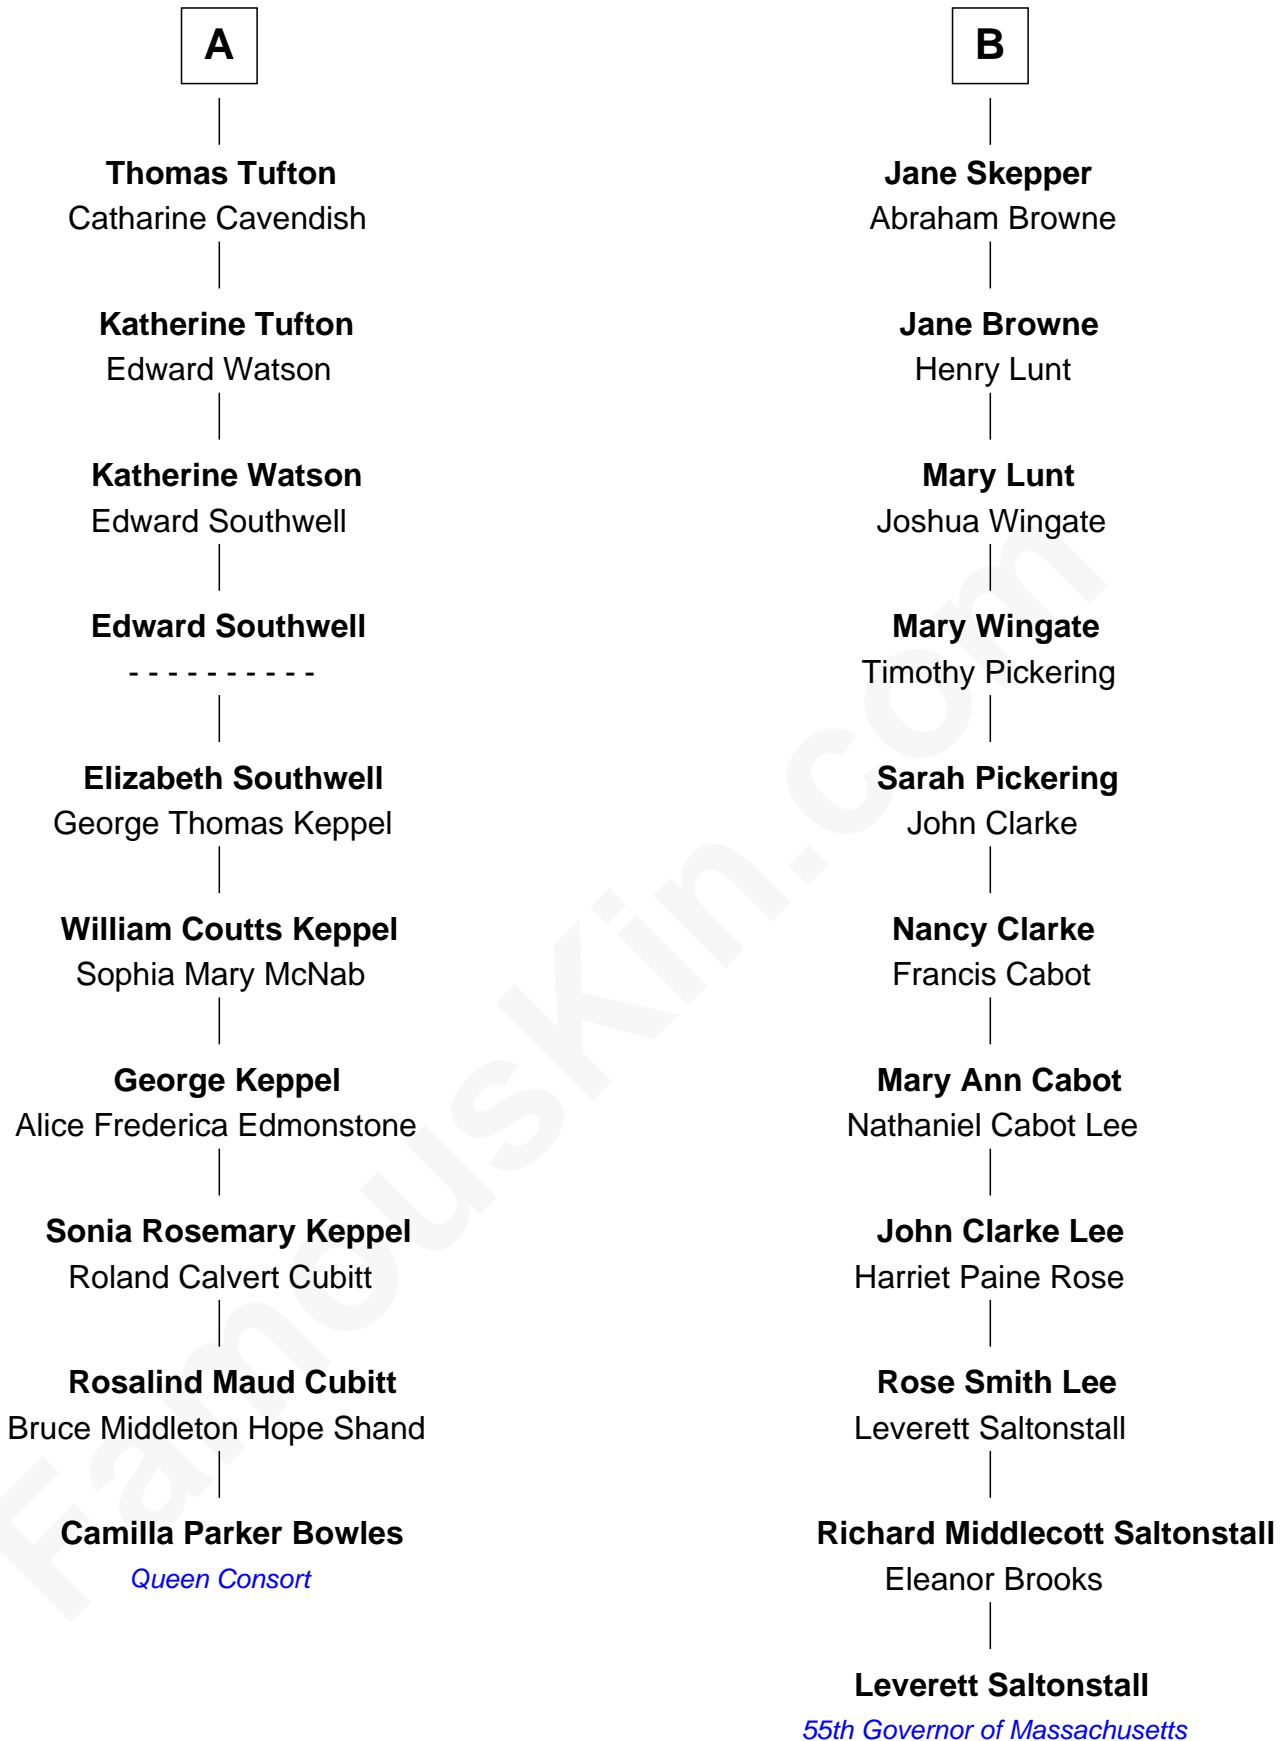 A
Thomas Tufton
Catharine Cavendish
Katherine Tufton
Edward Watson
Katherine Watson
Edward Southwell
Edward Southwell
- - - - - - - - - -
Elizabeth Southwell
George Thomas Keppel
William Coutts Keppel
Sophia Mary McNab
George Keppel
Alice Frederica Edmonstone
Sonia Rosemary Keppel
Roland Calvert Cubitt
Rosalind Maud Cubitt
Bruce Middleton Hope Shand
Camilla Parker Bowles
Queen Consort
B
Jane Skepper
Abraham Browne
Jane Browne
Henry Lunt
Mary Lunt
Joshua Wingate
Mary Wingate
Timothy Pickering
Sarah Pickering
John Clarke
Nancy Clarke
Francis Cabot
Mary Ann Cabot
Nathaniel Cabot Lee
John Clarke Lee
Harriet Paine Rose
Rose Smith Lee
Leverett Saltonstall
Richard Middlecott Saltonstall
Eleanor Brooks
Leverett Saltonstall
55th Governor of Massachusetts
FamousKin.com